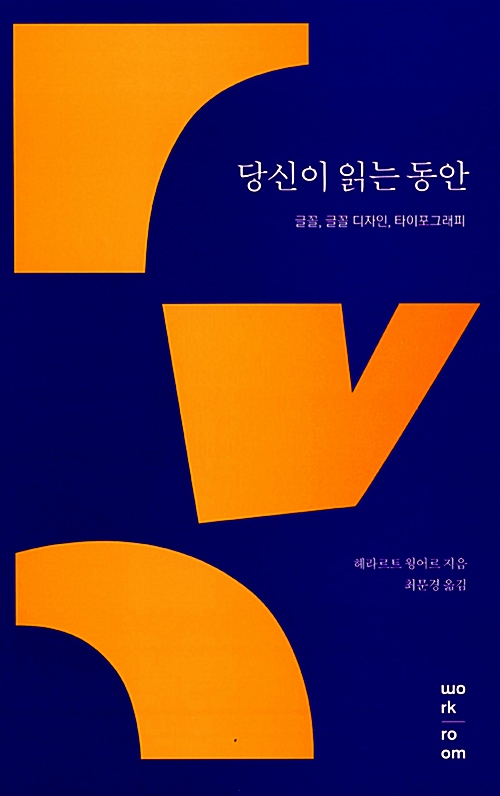 당신이 읽는 동안
글꼴, 글꼴 디자인, 타이포그래피
헤라르트 윙어르 지음
최문경 옮김
wo
rk
ro
om